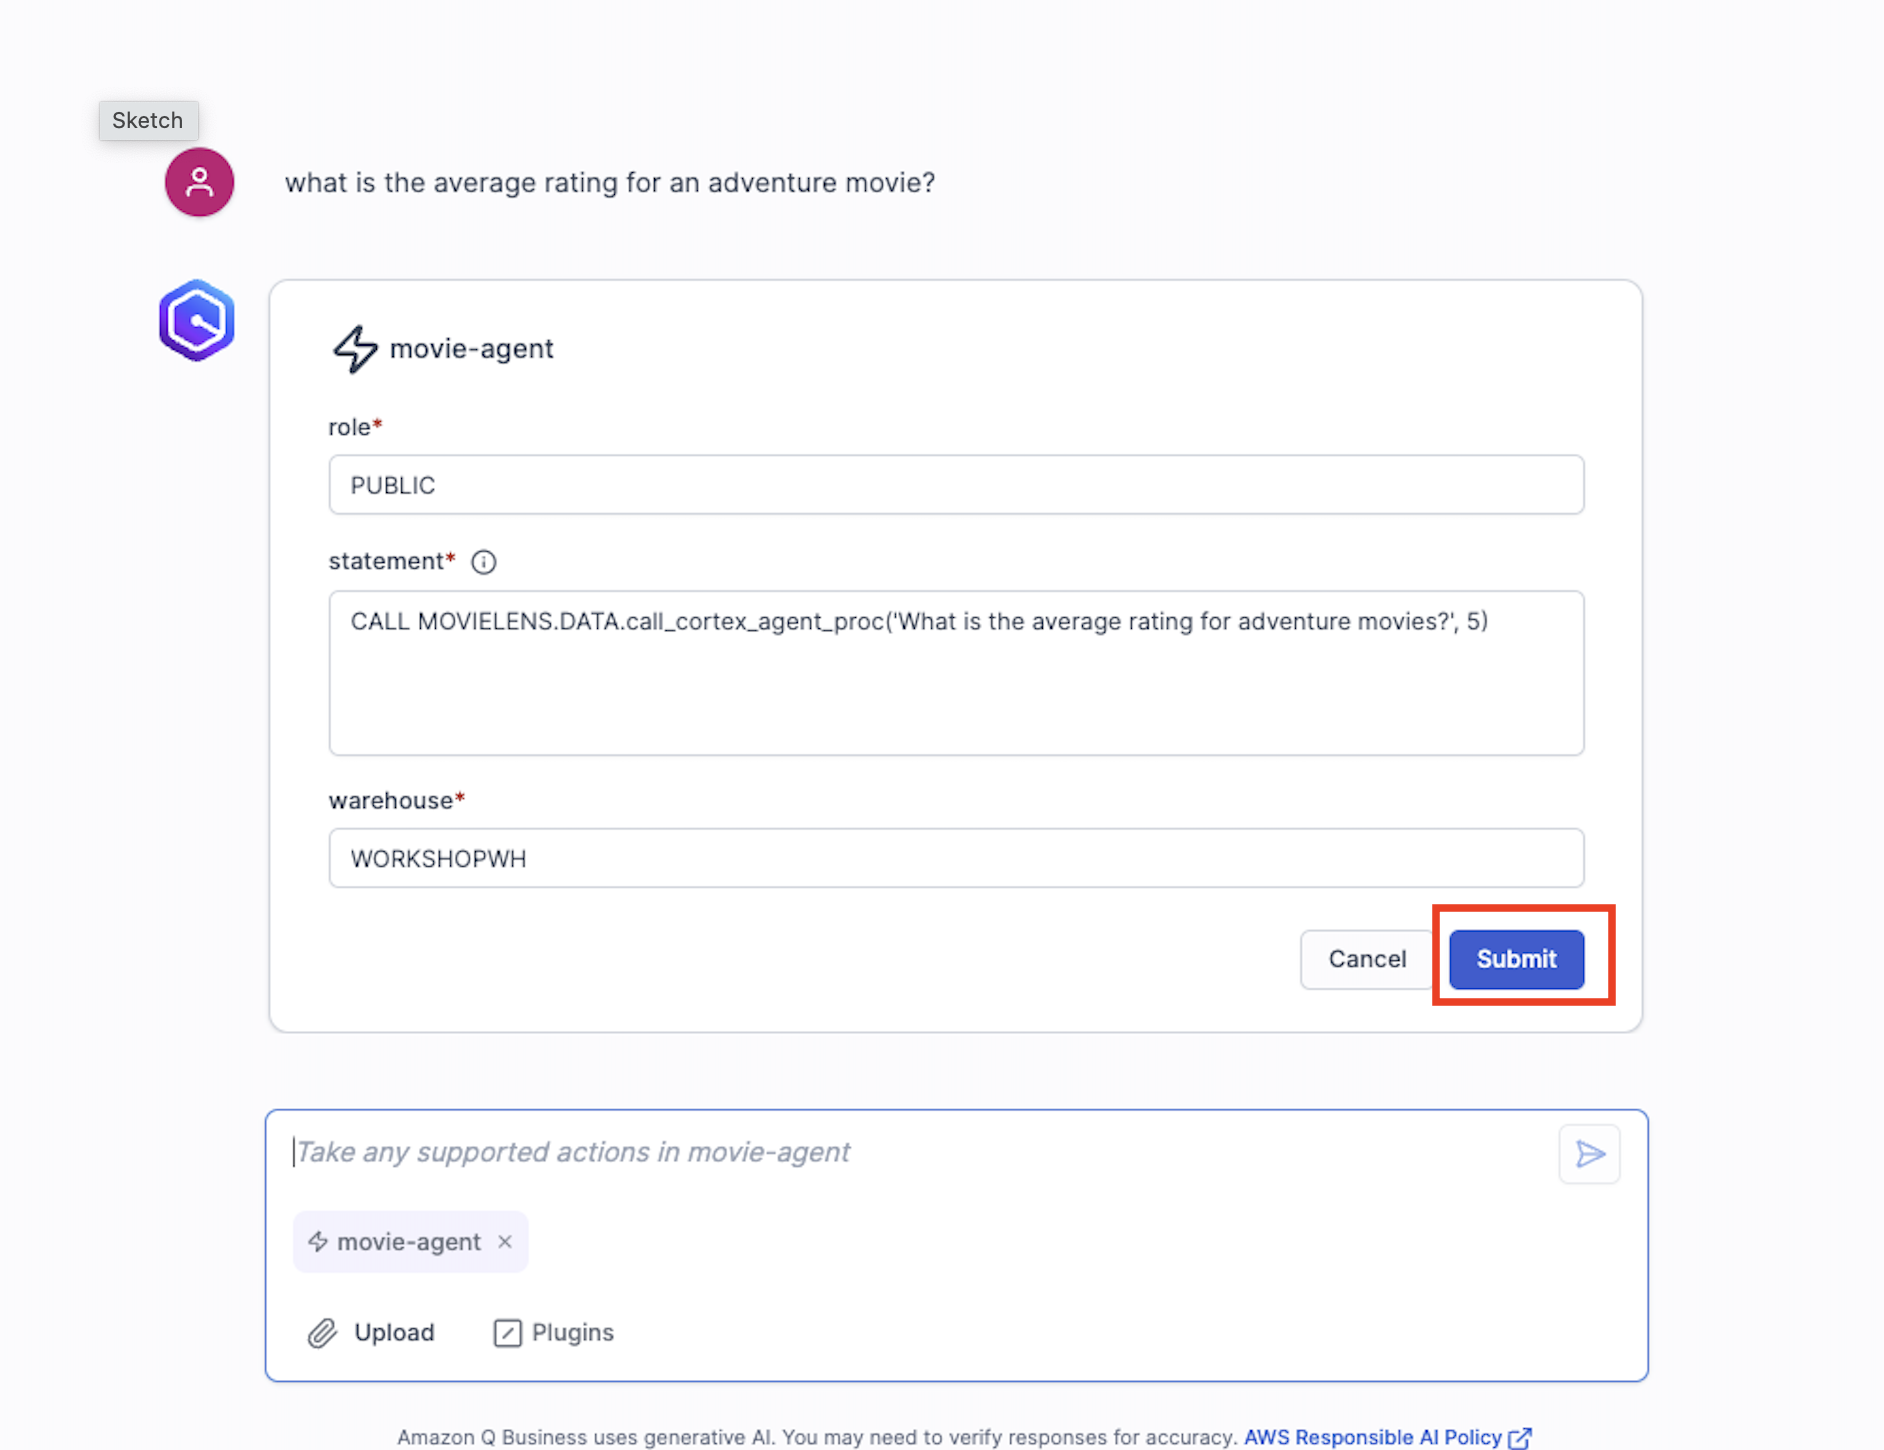 Sketch
what is the average rating for an adventure movie?
movie-agent
role*
PUBLIC
statement*
CALL MOVIELENS.DATA.call_cortex_agent_proc('What is the average rating for adventure movies?', 5)
warehouse*
WORKSHOPWH
Cancel Submit
Take any supported actions in movie-agent
movie-agent ×
Upload Plugins
Amazon Q Business uses generative AI. You may need to verify responses for accuracy. AWS Responsible AI Policy